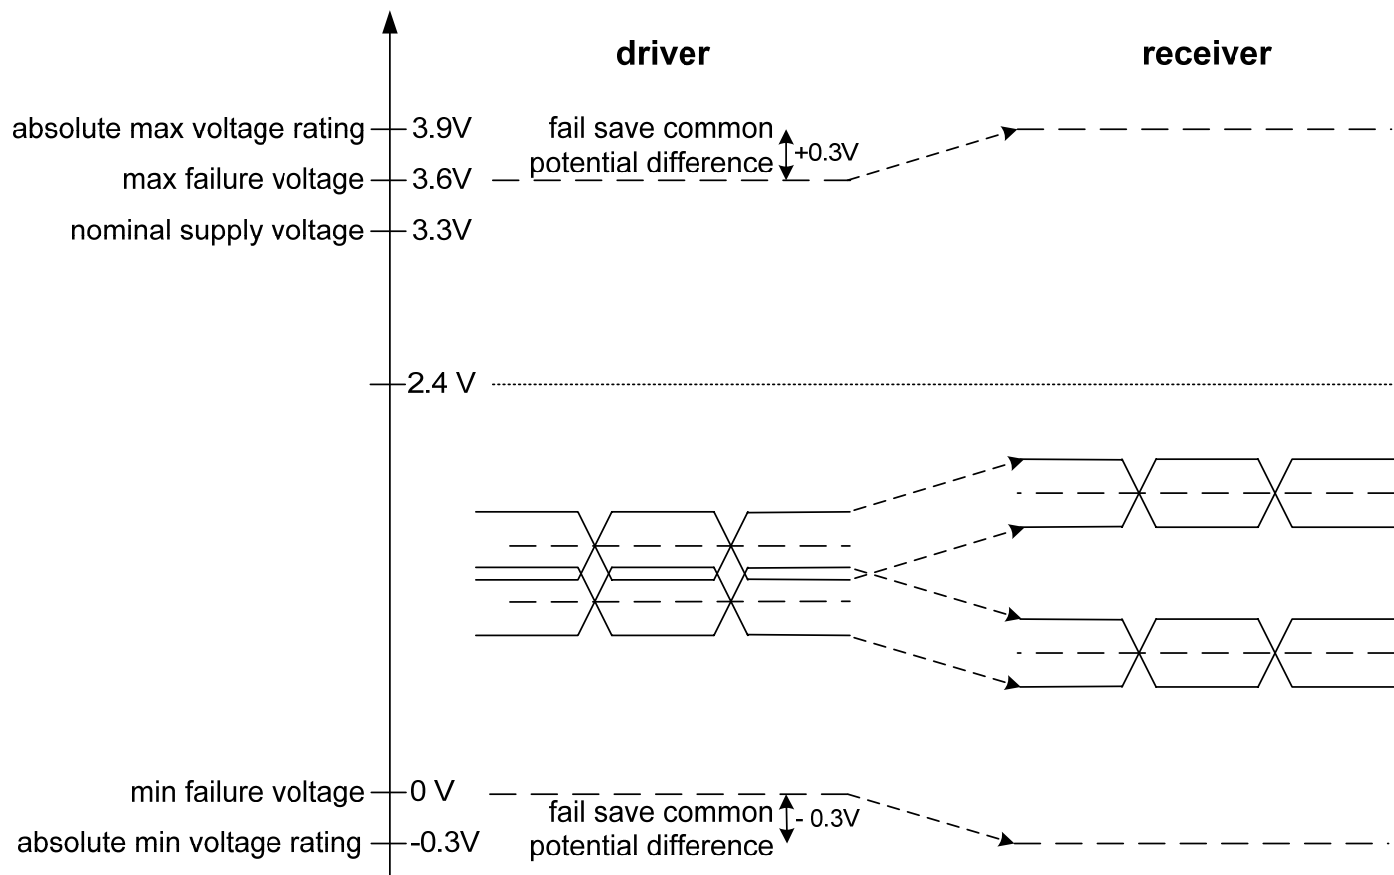 driver
receiver
absolute max voltage rating
3.9V
fail save common
potential difference
+0.3V
max failure voltage
3.6V
nominal supply voltage
3.3V
2.4 V
min failure voltage
0 V
fail save common
potential difference
- 0.3V
absolute min voltage rating
-0.3V